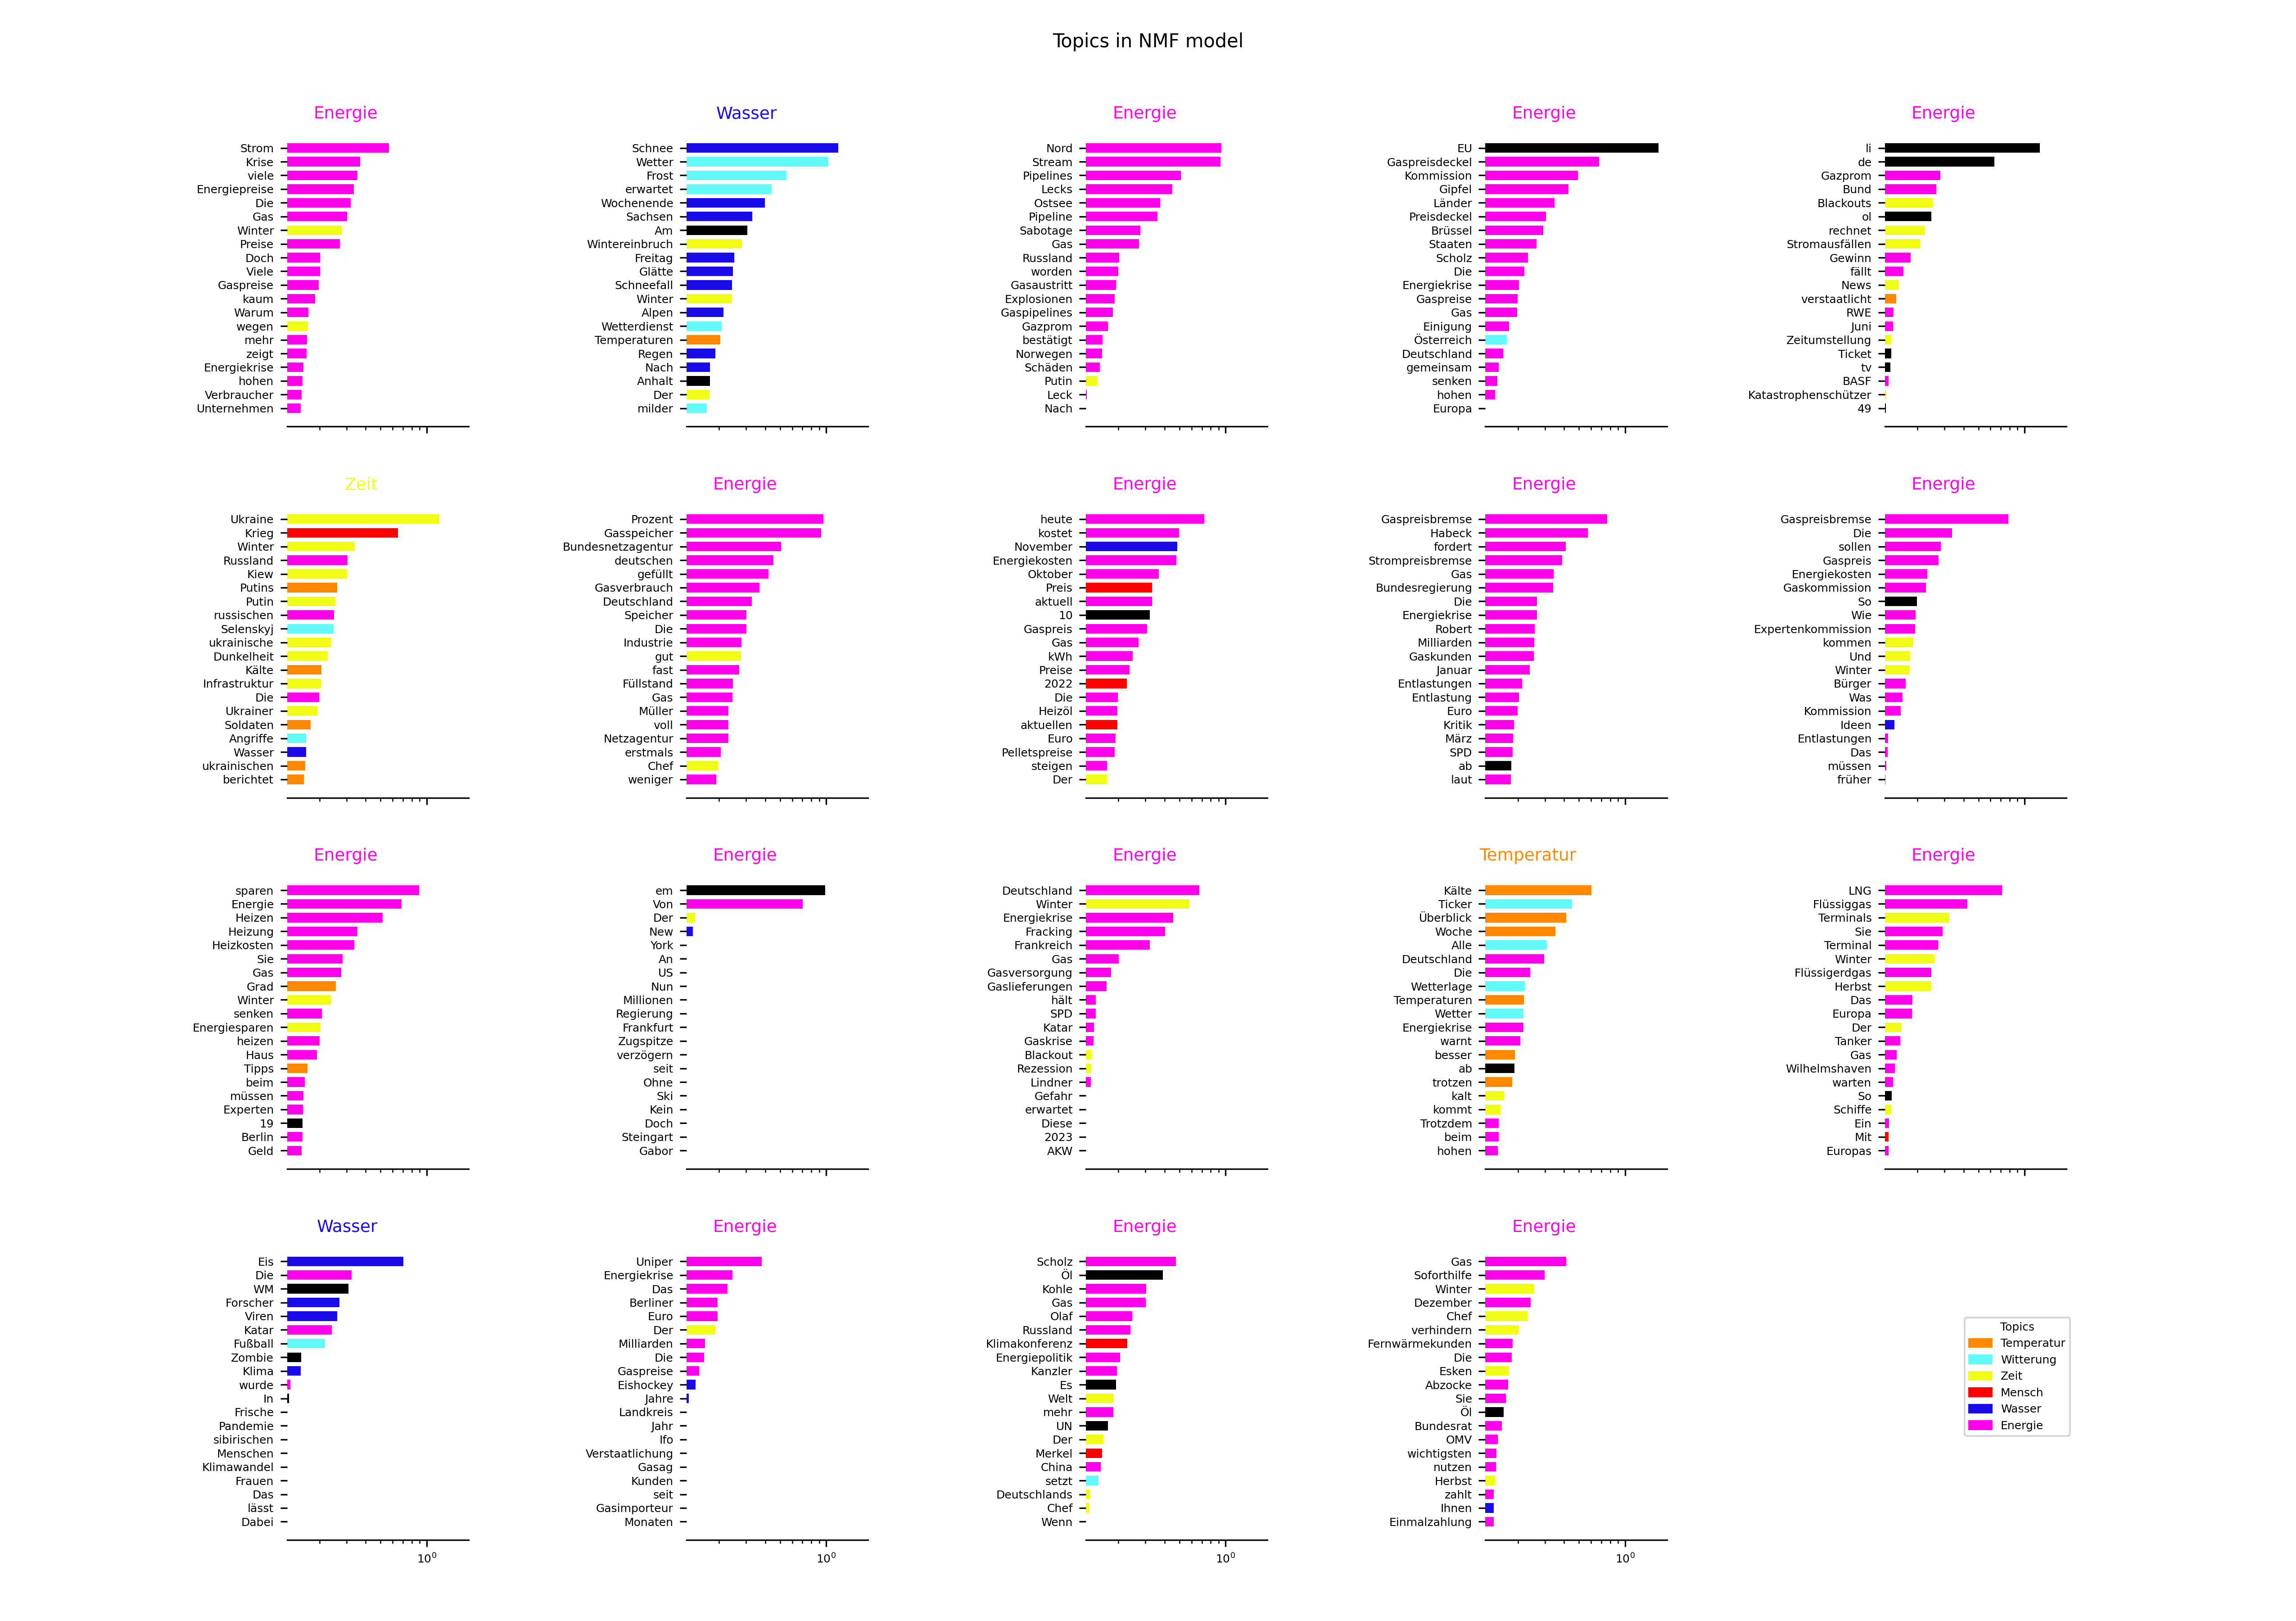 Topics in NMF model
Energie
Strom
Krise
viele
Energiepreise
Die
Gas
Winter
Preise
Doch
Viele
Gaspreise
kaum
Warum
wegen
mehr
zeigt
Energiekrise
hohen
Verbraucher
Unternehmen
Wasser
Schnee
Wetter
Frost
erwartet
Wochenende
Sachsen
Am
Wintereinbruch
Freitag
Glätte
Schneefall
Winter
Alpen
Wetterdienst
Temperaturen
Regen
Nach
Anhalt
Der
milder
Energie
Nord
Stream
Pipelines
Lecks
Ostsee
Pipeline
Sabotage
Gas
Russland
worden
Gasaustritt
Explosionen
Gaspipelines
Gazprom
bestätigt
Norwegen
Schäden
Putin
Leck
Nach
Energie
EU
Gaspreisdeckel
Kommission
Gipfel
Länder
Preisdeckel
Brüssel
Staaten
Scholz
Die
Energiekrise
Gaspreise
Gas
Einigung
Österreich
Deutschland
gemeinsam
senken
hohen
Europa
Energie
li
de
Gazprom
Bund
Blackouts
ol
rechnet
Stromausfällen
Gewinn
fällt
News
verstaatlicht
RWE
Juni
Zeitumstellung
Ticket
tv
BASF
Katastrophenschützer
49
Zeit
Ukraine
Krieg
Winter
Russland
Kiew
Putins
Putin
russischen
Selenskyj
ukrainische
Dunkelheit
Kälte
Infrastruktur
Die
Ukrainer
Soldaten
Angriffe
Wasser
ukrainischen
berichtet
Energie
Prozent
Gasspeicher
Bundesnetzagentur
deutschen
gefüllt
Gasverbrauch
Deutschland
Speicher
Die
Industrie
gut
fast
Füllstand
Gas
Müller
voll
Netzagentur
erstmals
Chef
weniger
Energie
heute
kostet
November
Energiekosten
Oktober
Preis
aktuell
10
Gaspreis
Gas
kWh
Preise
2022
Die
Heizöl
aktuellen
Euro
Pelletspreise
steigen
Der
Energie
Gaspreisbremse
Habeck
fordert
Strompreisbremse
Gas
Bundesregierung
Die
Energiekrise
Robert
Milliarden
Gaskunden
Januar
Entlastungen
Entlastung
Euro
Kritik
März
SPD
ab
laut
Energie
Gaspreisbremse
Die
sollen
Gaspreis
Energiekosten
Gaskommission
So
Wie
Expertenkommission
kommen
Und
Winter
Bürger
Was
Kommission
Ideen
Entlastungen
Das
müssen
früher
Energie
sparen
Energie
Heizen
Heizung
Heizkosten
Sie
Gas
Grad
Winter
senken
Energiesparen
heizen
Haus
Tipps
beim
müssen
Experten
19
Berlin
Geld
Energie
em
Von
Der
New
York
An
US
Nun
Millionen
Regierung
Frankfurt
Zugspitze
verzögern
seit
Ohne
Ski
Kein
Doch
Steingart
Gabor
Energie
Deutschland
Winter
Energiekrise
Fracking
Frankreich
Gas
Gasversorgung
Gaslieferungen
hält
SPD
Katar
Gaskrise
Blackout
Rezession
Lindner
Gefahr
erwartet
Diese
2023
AKW
Temperatur
Kälte
Ticker
Überblick
Woche
Alle
Deutschland
Die
Wetterlage
Temperaturen
Wetter
Energiekrise
warnt
besser
ab
trotzen
kalt
kommt
Trotzdem
beim
hohen
Energie
LNG
Flüssiggas
Terminals
Sie
Terminal
Winter
Flüssigerdgas
Herbst
Das
Europa
Der
Tanker
Gas
Wilhelmshaven
warten
So
Schiffe
Ein
Mit
Europas
Wasser
Eis
Die
WM
Forscher
Viren
Katar
Fußball
Zombie
Klima
wurde
In
Frische
Pandemie
sibirischen
Menschen
Klimawandel
Frauen
Das
lässt
Dabei
10⁰
Energie
Uniper
Energiekrise
Das
Berliner
Euro
Der
Milliarden
Die
Gaspreise
Eishockey
Jahre
Landkreis
Jahr
Ifo
Verstaatlichung
Gasag
Kunden
seit
Gasimporteur
Monaten
10⁰
Energie
Scholz
Öl
Kohle
Gas
Olaf
Russland
Klimakonferenz
Energiepolitik
Kanzler
Es
Welt
mehr
UN
Der
Merkel
China
setzt
Deutschlands
Chef
Wenn
10⁰
Energie
Gas
Soforthilfe
Winter
Dezember
Chef
verhindern
Fernwärmekunden
Die
Esken
Abzocke
Sie
Öl
Bundesrat
OMV
wichtigsten
nutzen
Herbst
zahlt
Ihnen
Einmalzahlung
10⁰
Topics
Temperatur
Witterung
Zeit
Mensch
Wasser
Energie